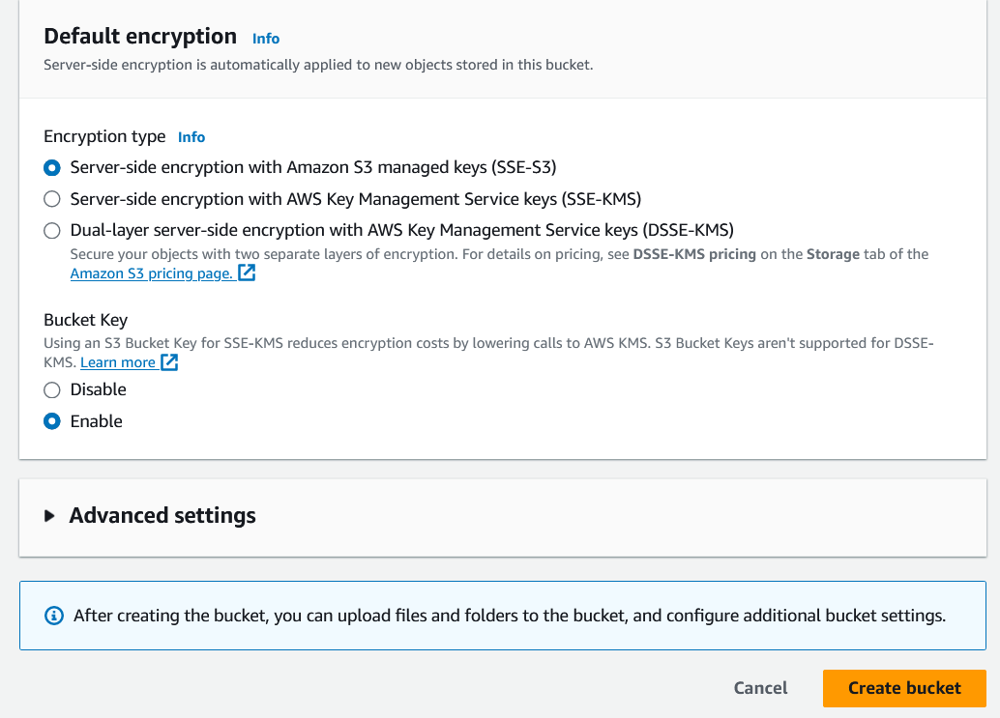 Default encryption Info
Server-side encryption is automatically applied to new objects stored in this bucket.
Encryption type Info
Server-side encryption with Amazon S3 managed keys (SSE-S3)
Server-side encryption with AWS Key Management Service keys (SSE-KMS)
Dual-layer server-side encryption with AWS Key Management Service keys (DSSE-KMS)
Secure your objects with two separate layers of encryption. For details on pricing, see DSSE-KMS pricing on the Storage tab of the
Amazon S3 pricing page.
Bucket Key
Using an S3 Bucket Key for SSE-KMS reduces encryption costs by lowering calls to AWS KMS. S3 Bucket Keys aren't supported for DSSE-
KMS. Learn more
Disable
Enable
Advanced settings
After creating the bucket, you can upload files and folders to the bucket, and configure additional bucket settings.
Cancel Create bucket